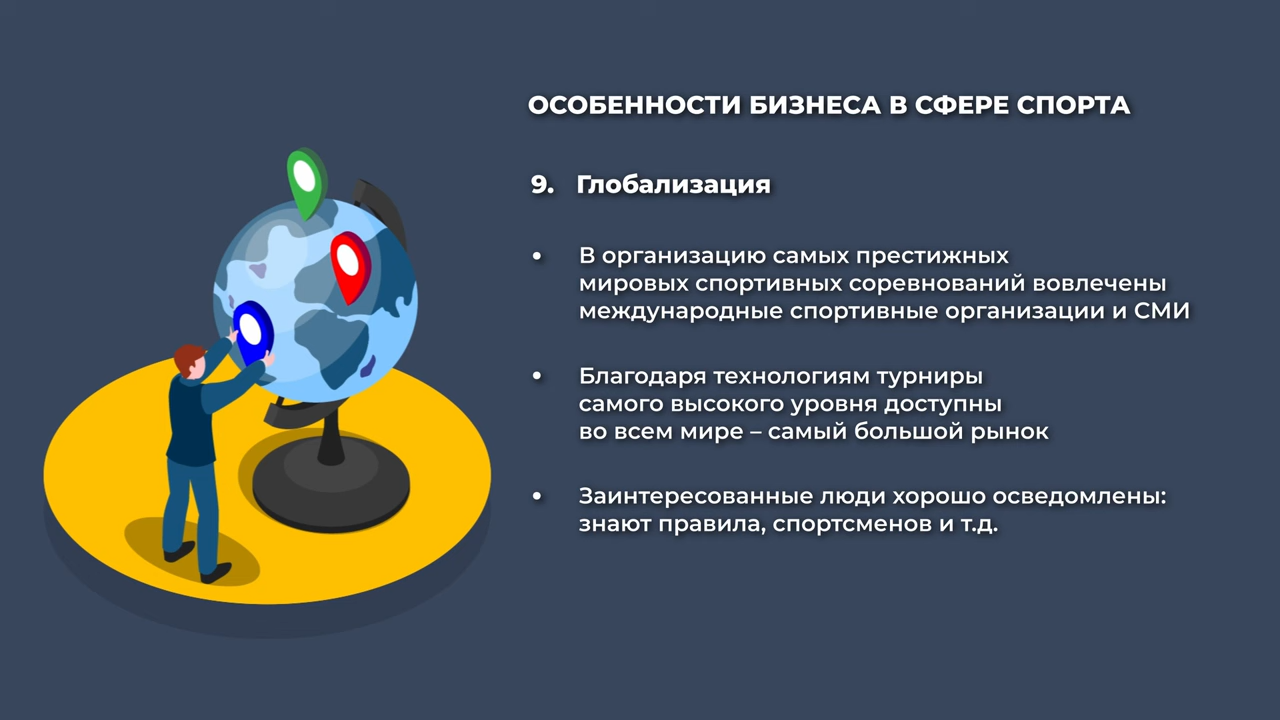 ОСОБЕННОСТИ БИЗНЕСА В СФЕРЕ СПОРТА
9. Глобализация
• В организацию самых престижных
мировых спортивных соревнований вовлечены
международные спортивные организации и СМИ
• Благодаря технологиям турниры
самого высокого уровня доступны
во всем мире – самый большой рынок
• Заинтересованные люди хорошо осведомлены:
знают правила, спортсменов и т.д.